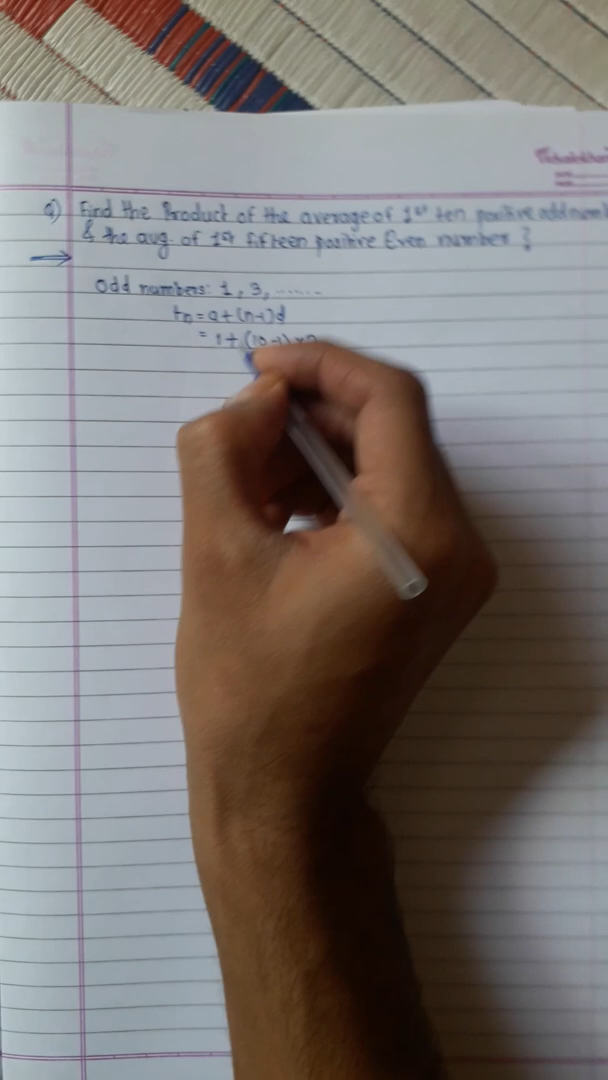 Q) Find the Product of the average of 1st ten positive odd
& the avg. of 1st fifteen positive Even number ?
Odd numbers: 1, 3, ......
tn = a+(n-1)d
= 1+(10-1)×2